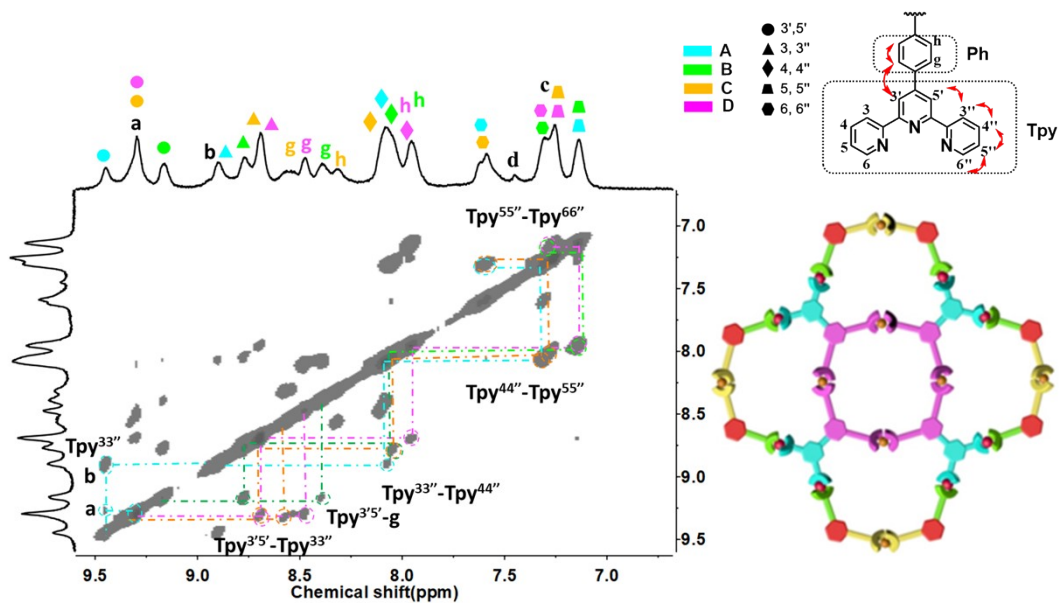 A
B
C
D
3',5'
3, 3''
4, 4''
5, 5''
6, 6''
h
g
Ph
3'
5'
3
3''
4
4''
Tpy
N
5
N
N
5''
6
6''
a
b
g
g
g
h
h
h
d
c
Tpy55''-Tpy66''
7.0
7.5
8.0
Tpy44''-Tpy55''
8.5
Tpy33''
b
9.0
Tpy33''-Tpy44''
a
Tpy3'5'-g
9.5
Tpy3'5'-Tpy33''
9.5
9.0
8.5
8.0
7.5
7.0
Chemical shift(ppm)